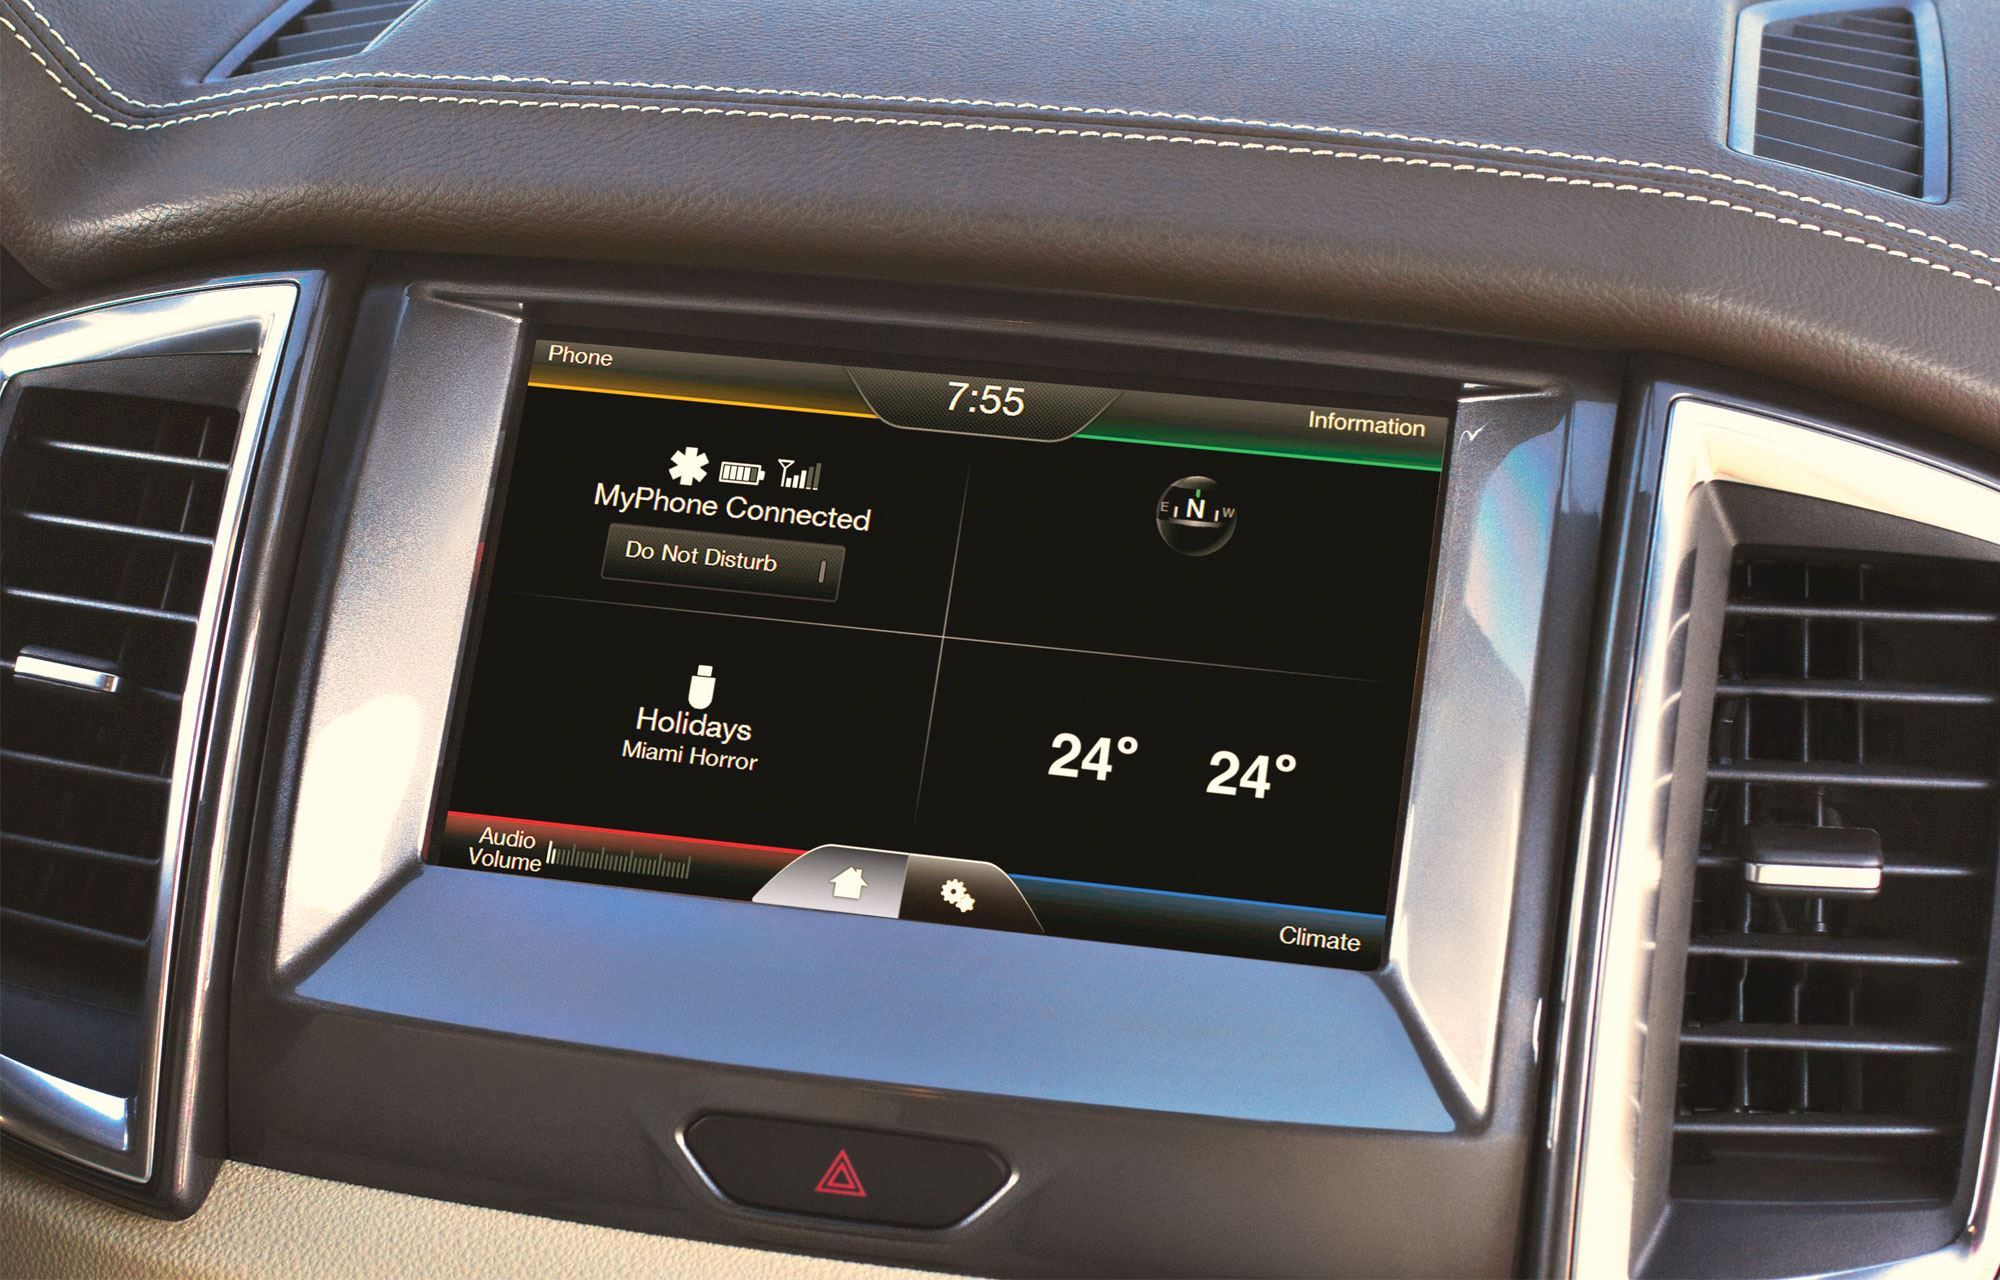 Phone
7:55
Information
MyPhone Connected
Do Not Disturb
E N W
Holidays
Miami Horror
24° 24°
Audio
Volume
Climate